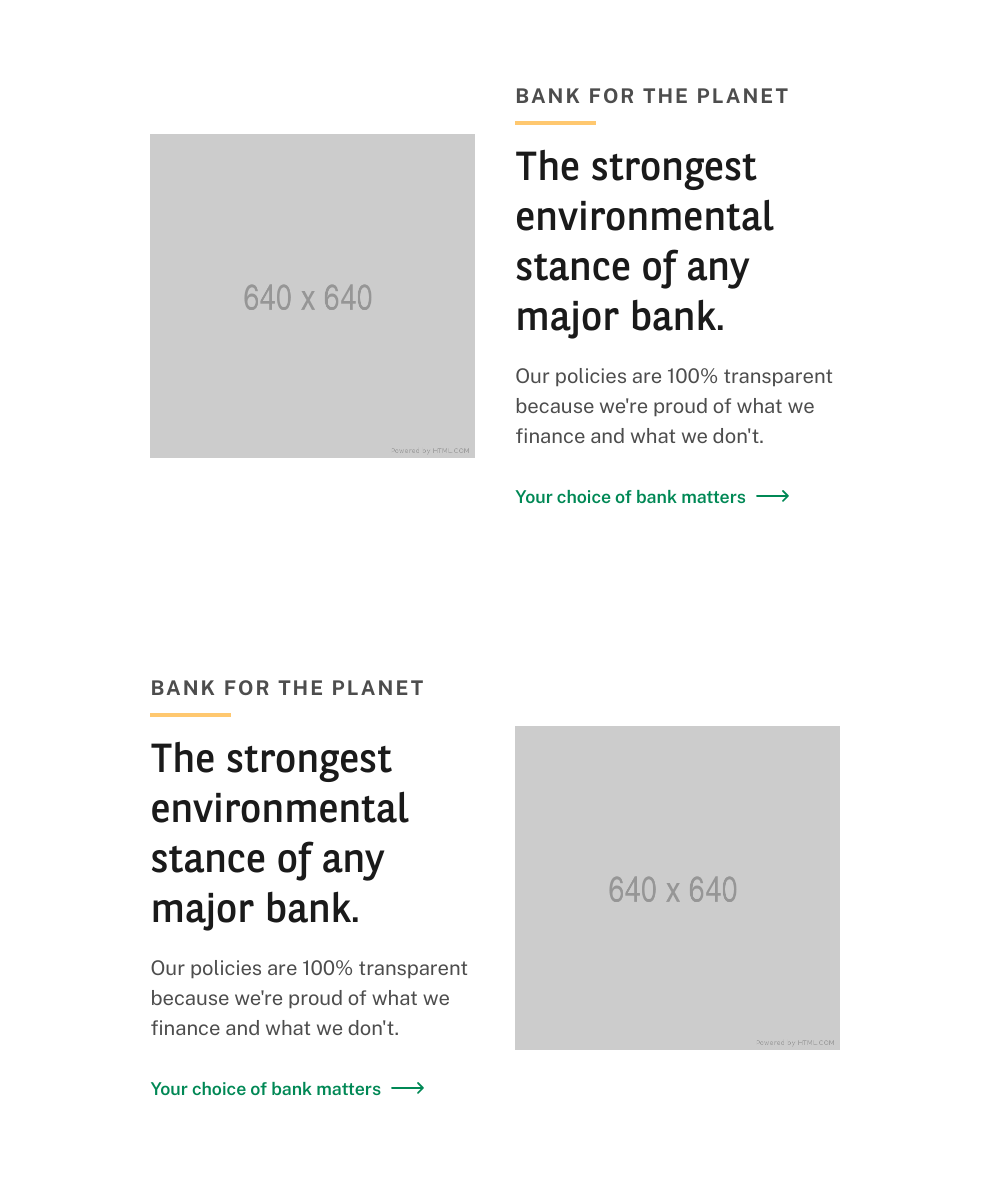 BANK FOR THE PLANET
The strongest
environmental
stance of any
major bank.
640 x 640
Powered by HTML.COM
Our policies are 100% transparent
because we're proud of what we
finance and what we don't.
Your choice of bank matters
BANK FOR THE PLANET
The strongest
environmental
stance of any
major bank.
Our policies are 100% transparent
because we're proud of what we
finance and what we don't.
Your choice of bank matters
640 x 640
Powered by HTML.COM